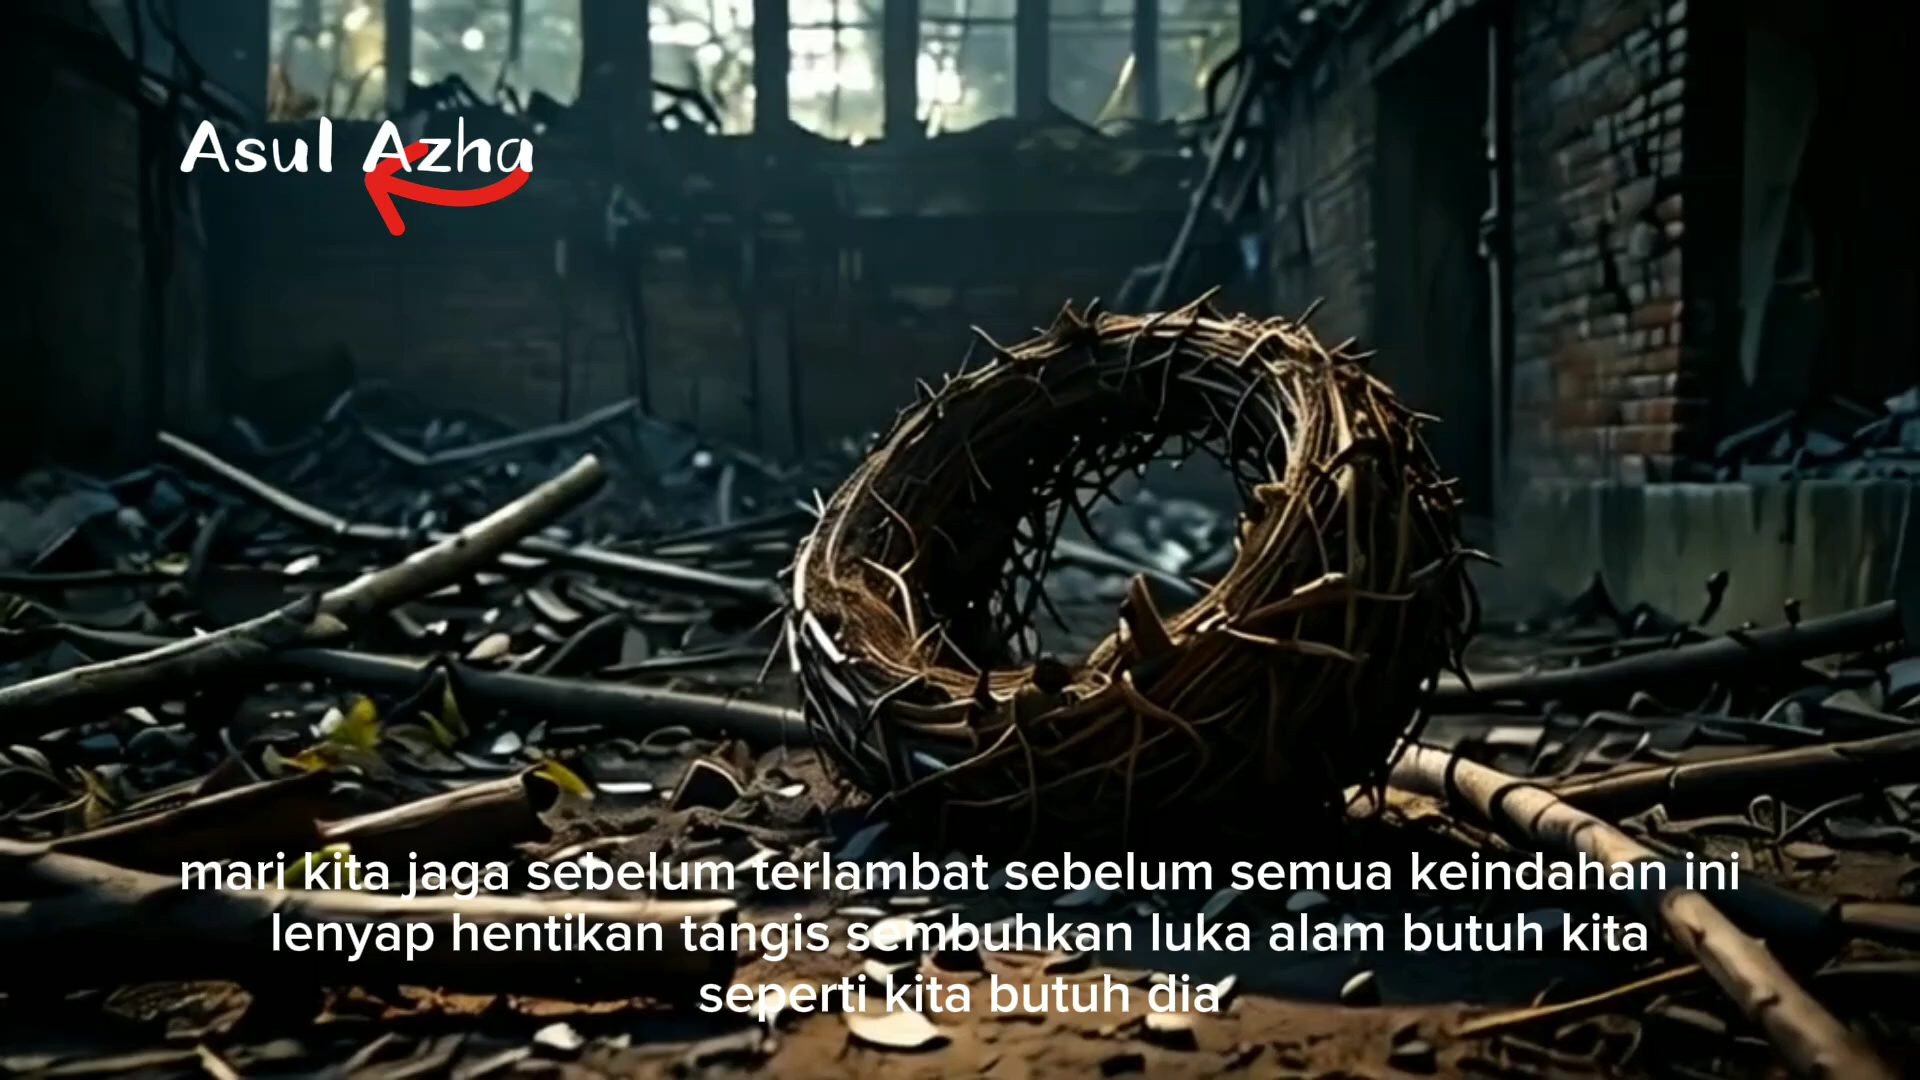 Asul Azha
mari kita jaga sebelum terlambat sebelum semua keindahan ini
lenyap hentikan tangis sembuhkan luka alam butuh kita
seperti kita butuh dia